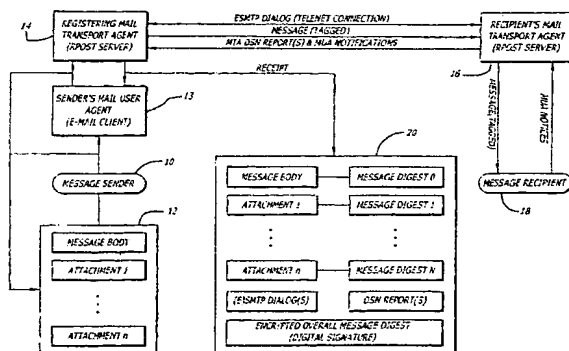 14
REGISTERING MAIL
TRANSPORT AGENT
(RPOST SERVER)
ESMTP DIALOG (TELENET CONNECTION)
MESSAGE (TAGGED)
MTA DSN REPORT(S) & MUA NOTIFICATIONS
RECIPIENT'S MAIL
TRANSPORT AGENT
(RPOST SERVER)
16
RECEIPT
13
SENDER'S MAIL USER
AGENT
(E-MAIL CLIENT)
MESSAGE(TAGGED)
MUA NOTICES
10
MESSAGE SENDER
20
MESSAGE RECIPIENT
18
12
MESSAGE BODY
ATTACHMENT 1
ATTACHMENT n
MESSAGE BODY
MESSAGE DIGEST 0
ATTACHMENT 1
MESSAGE DIGEST 1
ATTACHMENT n
MESSAGE DIGEST N
(E)SMTP DIALOG(S)
DSN REPORT(S)
ENCRYPTED OVERALL MESSAGE DIGEST
(DIGITAL SIGNATURE)